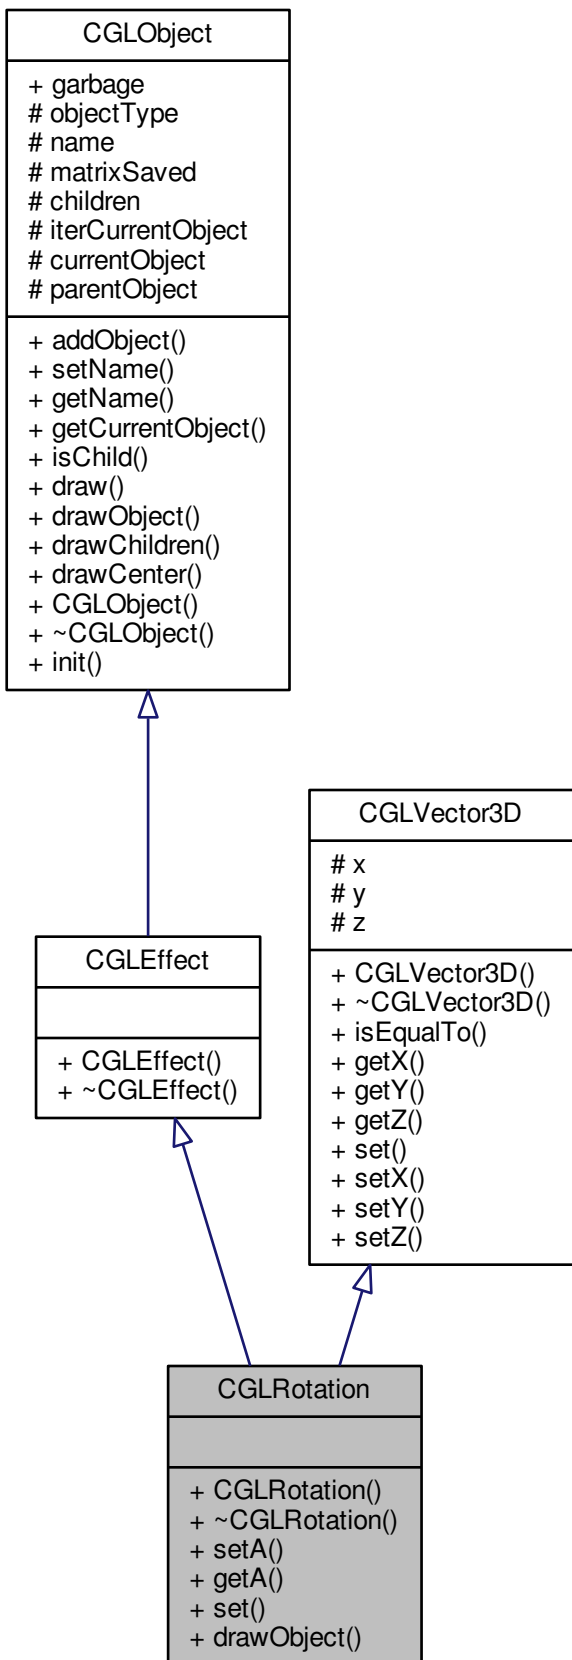 CGLObject
+ garbage
# objectType
# name
# matrixSaved
# children
# iterCurrentObject
# currentObject
# parentObject
+ addObject()
+ setName()
+ getName()
+ getCurrentObject()
+ isChild()
+ draw()
+ drawObject()
+ drawChildren()
+ drawCenter()
+ CGLObject()
+ ~CGLObject()
+ init()
CGLVector3D
# x
# y
# z
+ CGLVector3D()
+ ~CGLVector3D()
+ isEqualTo()
+ getX()
+ getY()
+ getZ()
+ set()
+ setX()
+ setY()
+ setZ()
CGLEffect
+ CGLEffect()
+ ~CGLEffect()
CGLRotation
+ CGLRotation()
+ ~CGLRotation()
+ setA()
+ getA()
+ set()
+ drawObject()